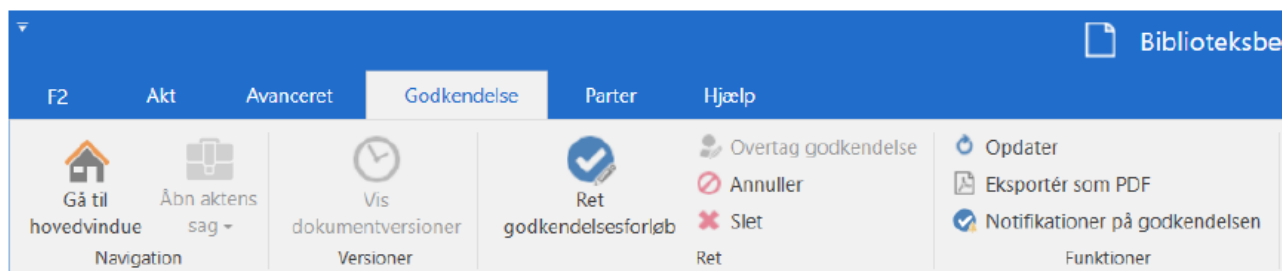 Biblioteksbe
F2 Akt Avanceret Godkendelse Parter Hjælp
Gå til
hovedvindue
Åbn aktens
sag
Navigation
Vis
dokumentversioner
Versioner
Ret
godkendelsesforløb
Overtag godkendelse
Annuller
Slet
Ret
Opdater
Eksportér som PDF
Notifikationer på godkendelsen
Funktioner